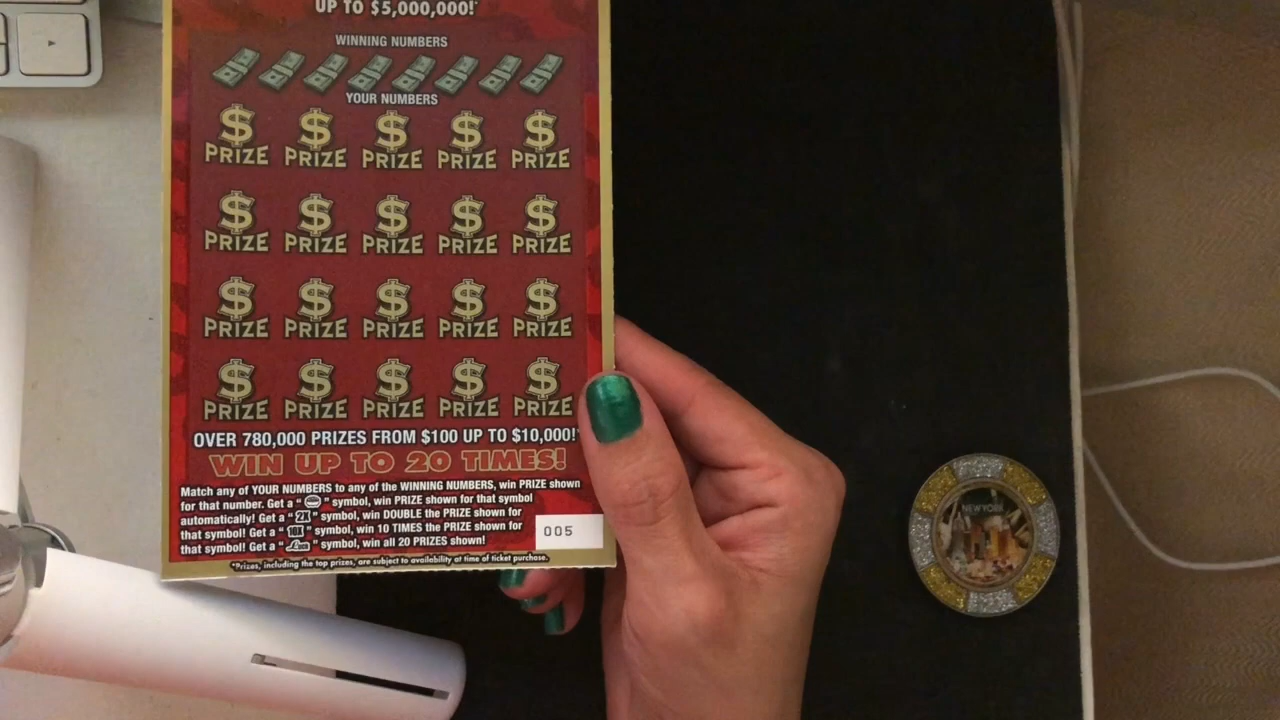 UP TO $5,000,000!*
WINNING NUMBERS
YOUR NUMBERS
$ $ $ $ $
PRIZE PRIZE PRIZE PRIZE PRIZE
$ $ $ $ $
PRIZE PRIZE PRIZE PRIZE PRIZE
$ $ $ $ $
PRIZE PRIZE PRIZE PRIZE PRIZE
$ $ $ $ $
PRIZE PRIZE PRIZE PRIZE PRIZE
OVER 780,000 PRIZES FROM $100 UP TO $10,000!*
WIN UP TO 20 TIMES!
Match any of YOUR NUMBERS to any of the WINNING NUMBERS, win PRIZE shown
for that number. Get a " " symbol, win PRIZE shown for that symbol
automatically! Get a " 2X " symbol, win DOUBLE the PRIZE shown for
that symbol! Get a " 10X " symbol, win 10 TIMES the PRIZE shown for
that symbol! Get a " " symbol, win all 20 PRIZES shown!
005
*Prizes, including the top prizes, are subject to availability at time of ticket purchase.
NEW YORK